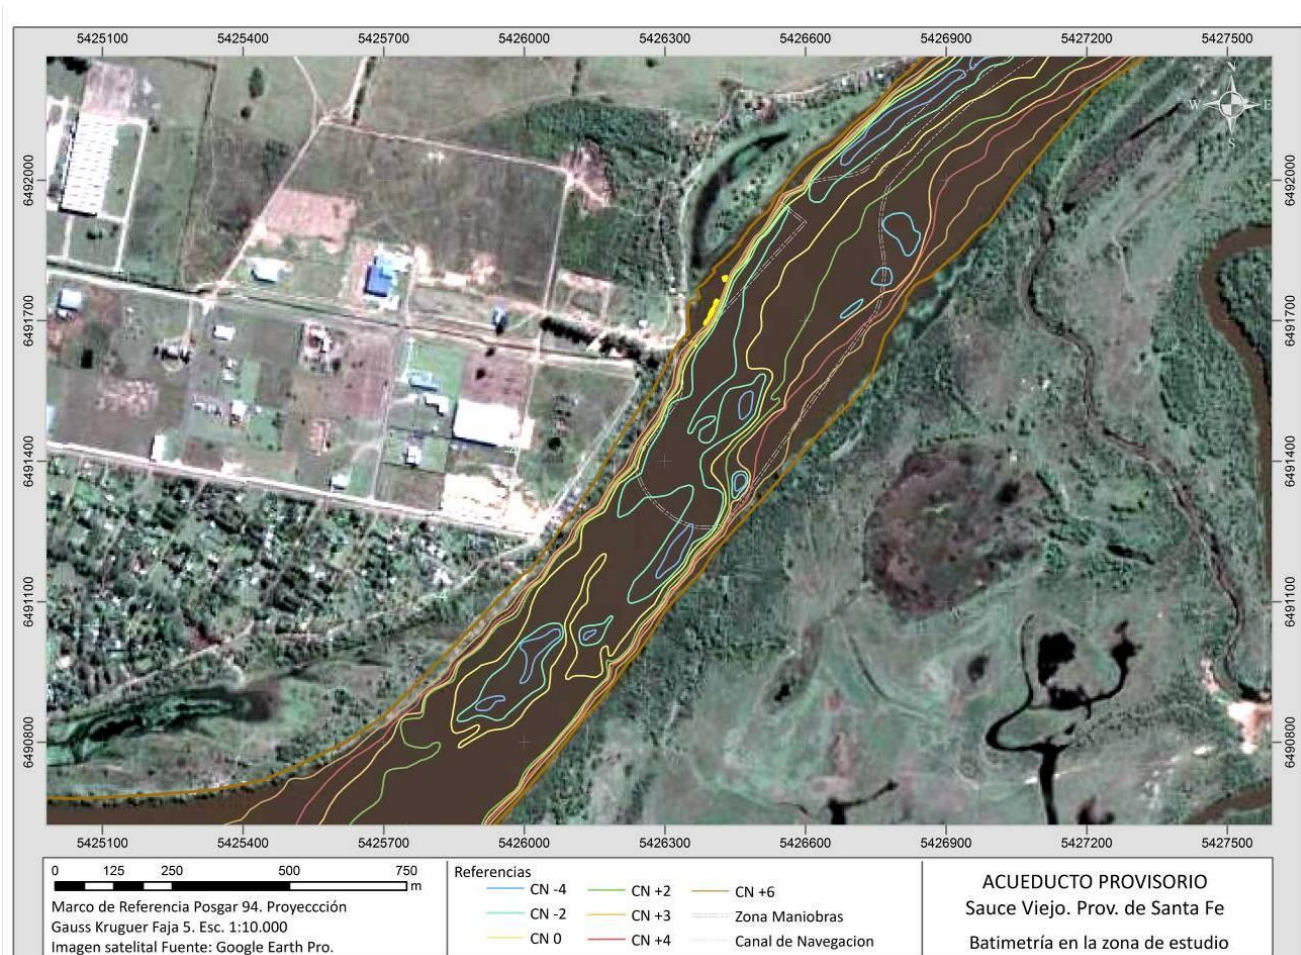 5425100 5425400 5425700 5426000 5426300 5426600 5426900 5427200 5427500
N
W E
S
6492000 6492000
6491700 6491700
6491400 6491400
6491100 6491100
6490800 6490800
5425100 5425400 5425700 5426000 5426300 5426600 5426900 5427200 5427500
0 125 250 500 750
m
Marco de Referencia Posgar 94. Proyeccción
Gauss Kruguer Faja 5. Esc. 1:10.000
Imagen satelital Fuente: Google Earth Pro.
Referencias
CN -4 CN +2 CN +6
CN -2 CN +3 Zona Maniobras
CN 0 CN +4 Canal de Navegacion
ACUEDUCTO PROVISORIO
Sauce Viejo. Prov. de Santa Fe
Batimetría en la zona de estudio